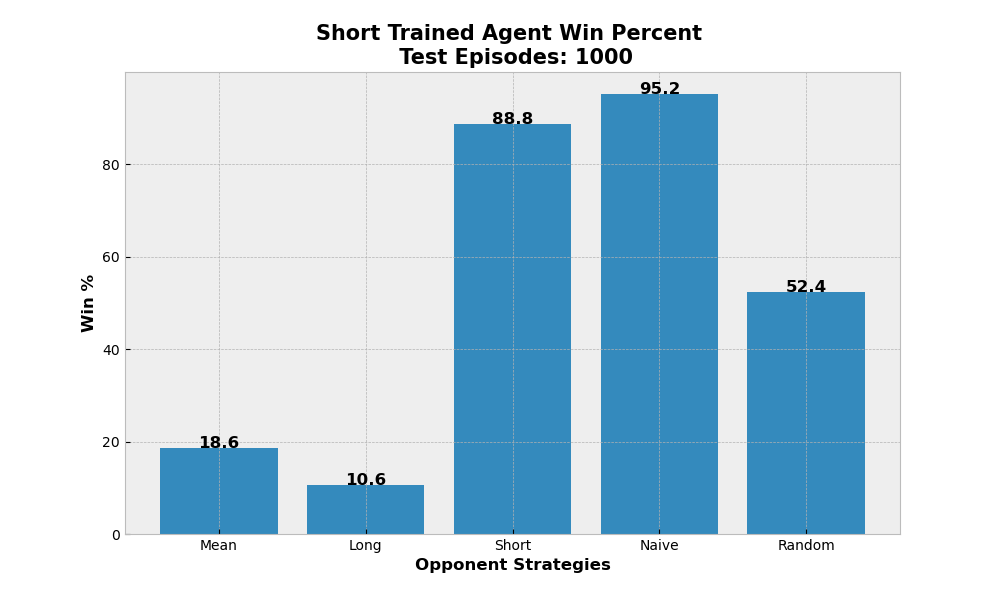 Short Trained Agent Win Percent
Test Episodes: 1000
95.2
88.8
80
60
52.4
Win %
40
18.6
20
10.6
0
Mean
Long
Short
Naive
Random
Opponent Strategies